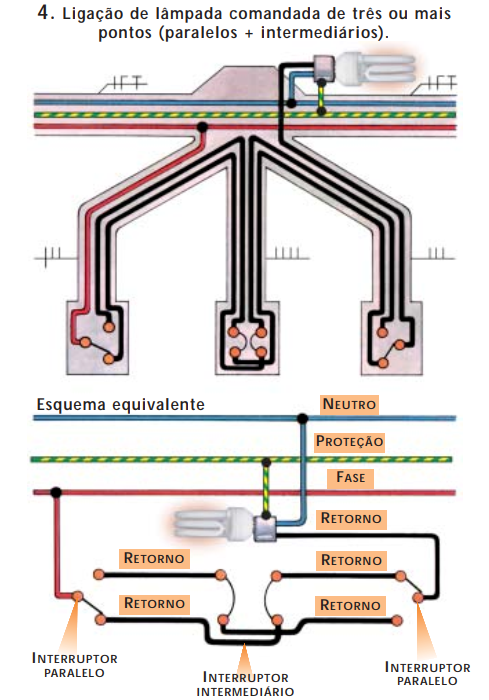 4. Ligação de lâmpada comandada de três ou mais
pontos (paralelos + intermediários).
Esquema equivalente
NEUTRO
PROTEÇÃO
FASE
RETORNO
RETORNO
RETORNO
RETORNO
RETORNO
INTERRUPTOR
PARALELO
INTERRUPTOR
INTERMEDIÁRIO
INTERRUPTOR
PARALELO